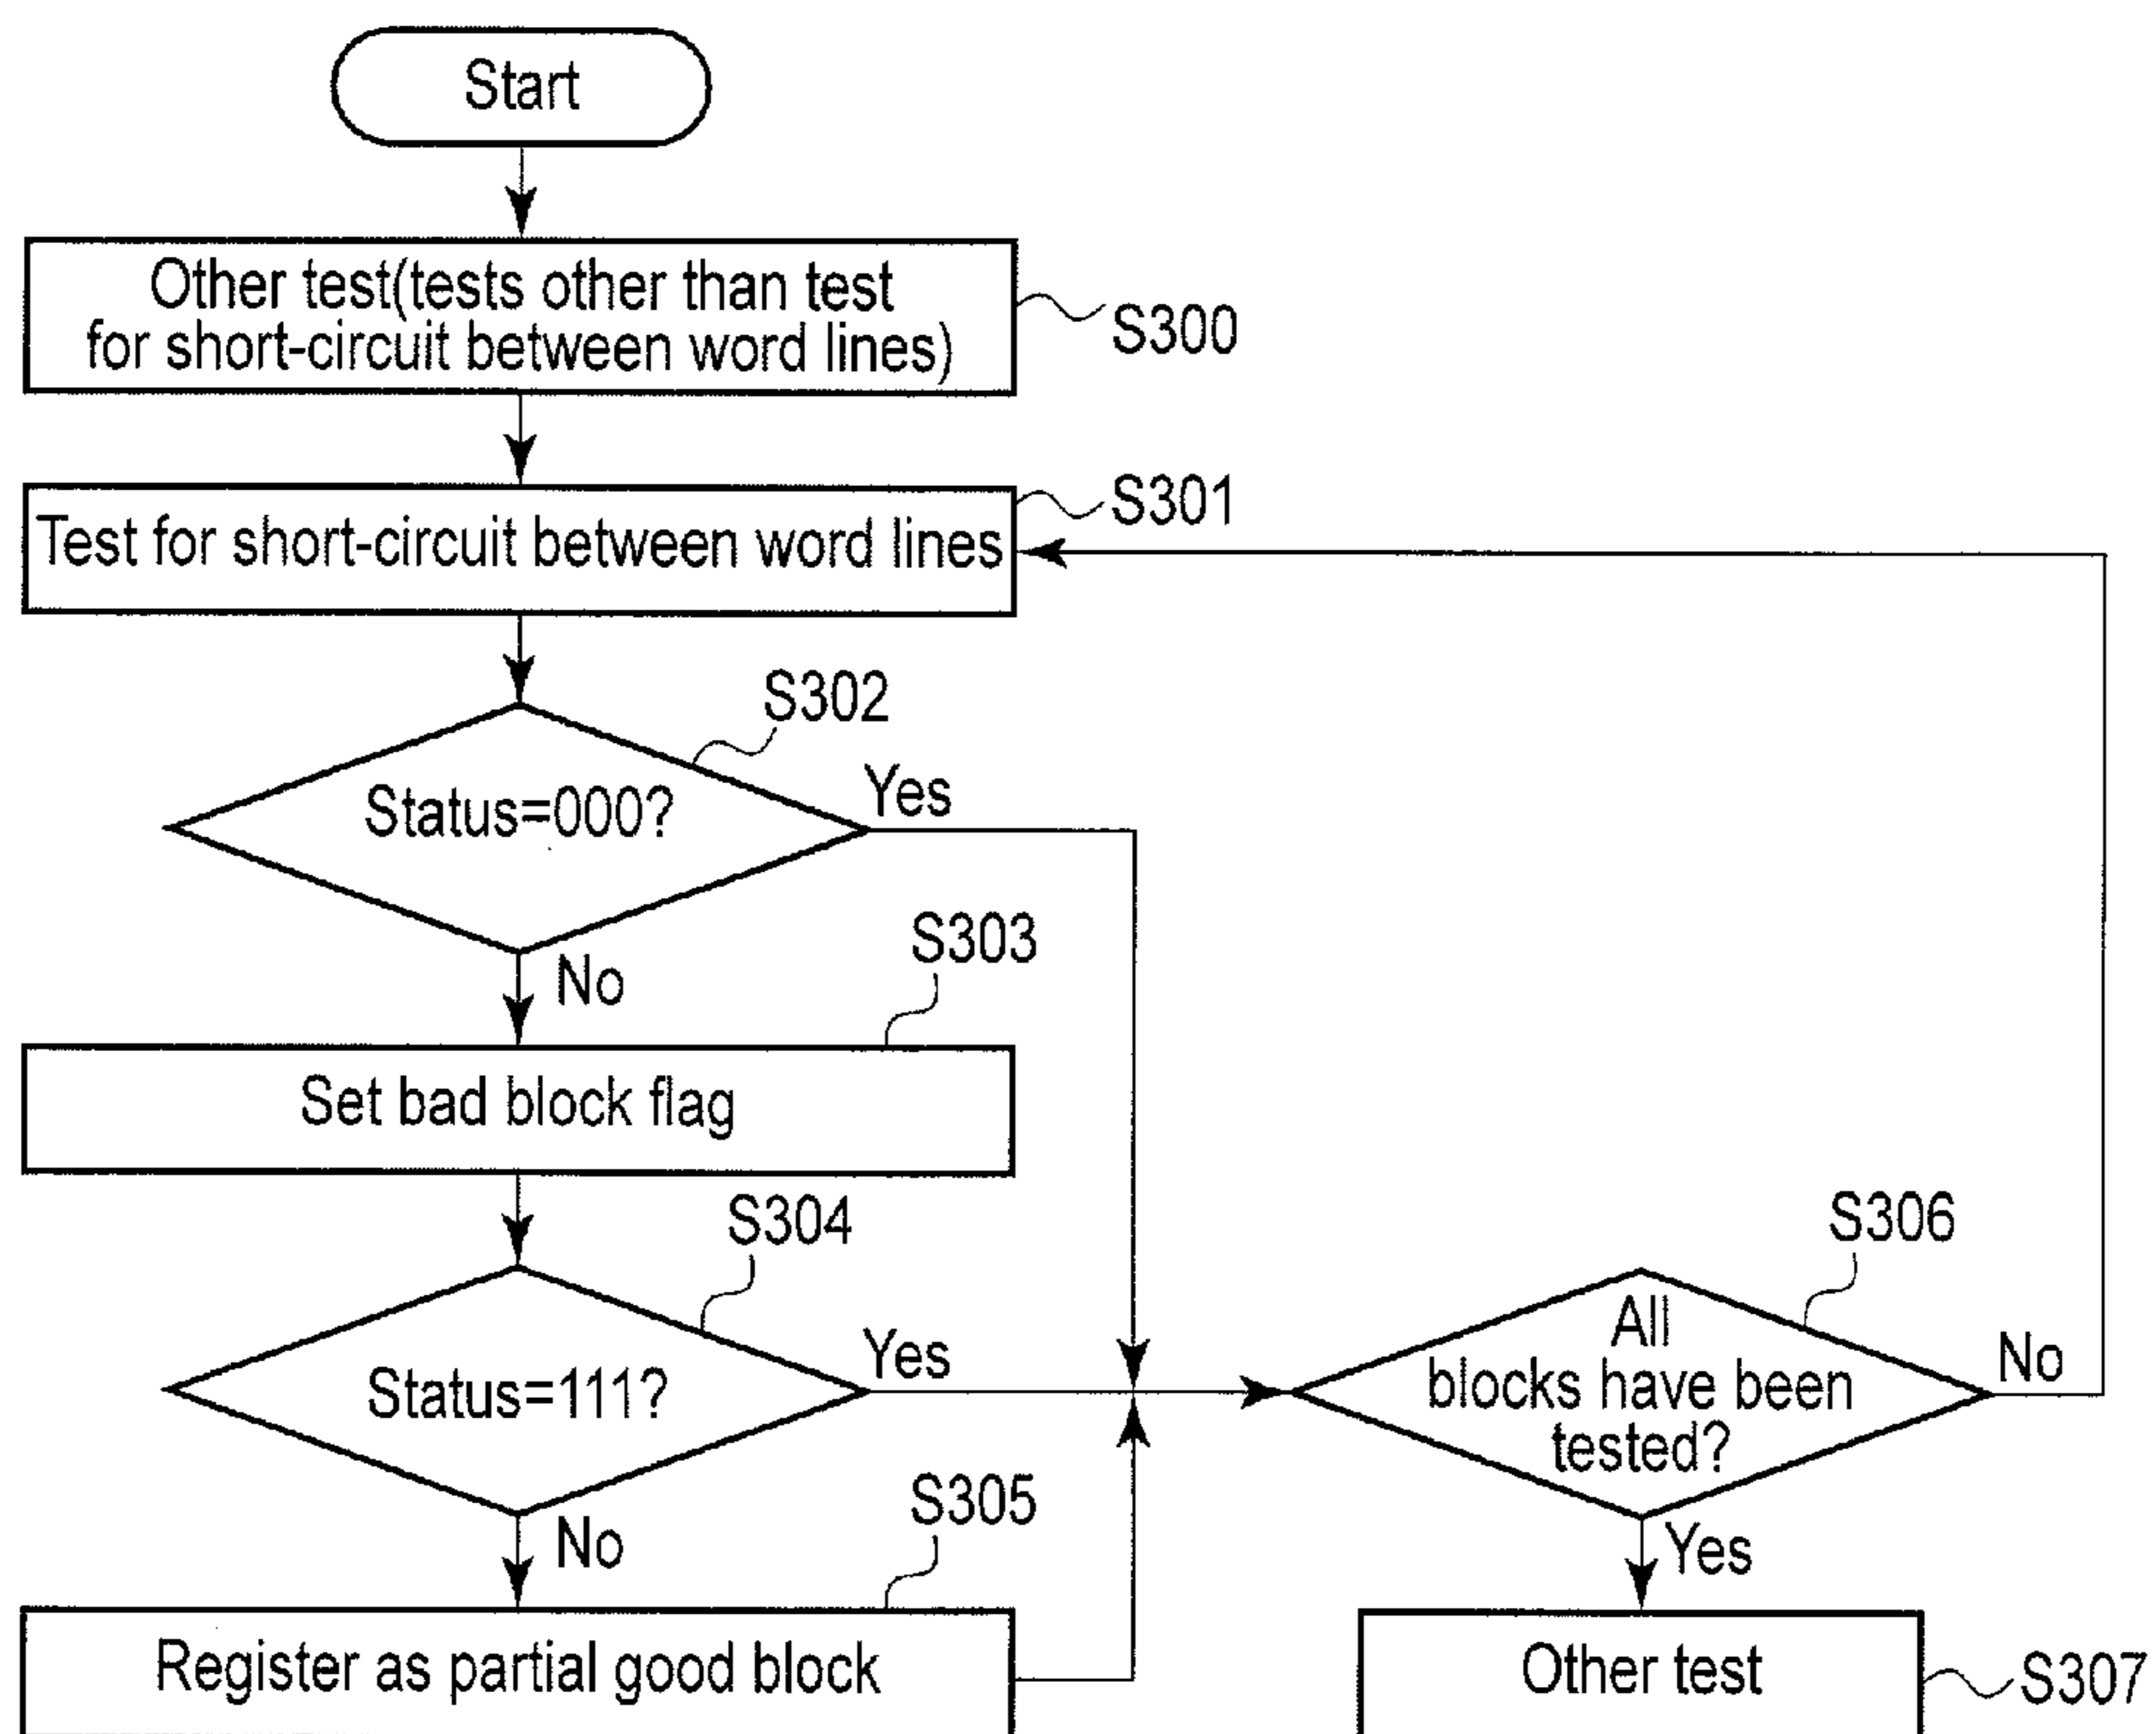 Start
Other test(tests other than test
for short-circuit between word lines)
S300
Test for short-circuit between word lines
S301
S302
Status=000?
Yes
No
S303
Set bad block flag
S304
Status=111?
Yes
No
S305
Register as partial good block
S306
All
blocks have been
tested?
No
Yes
Other test
S307